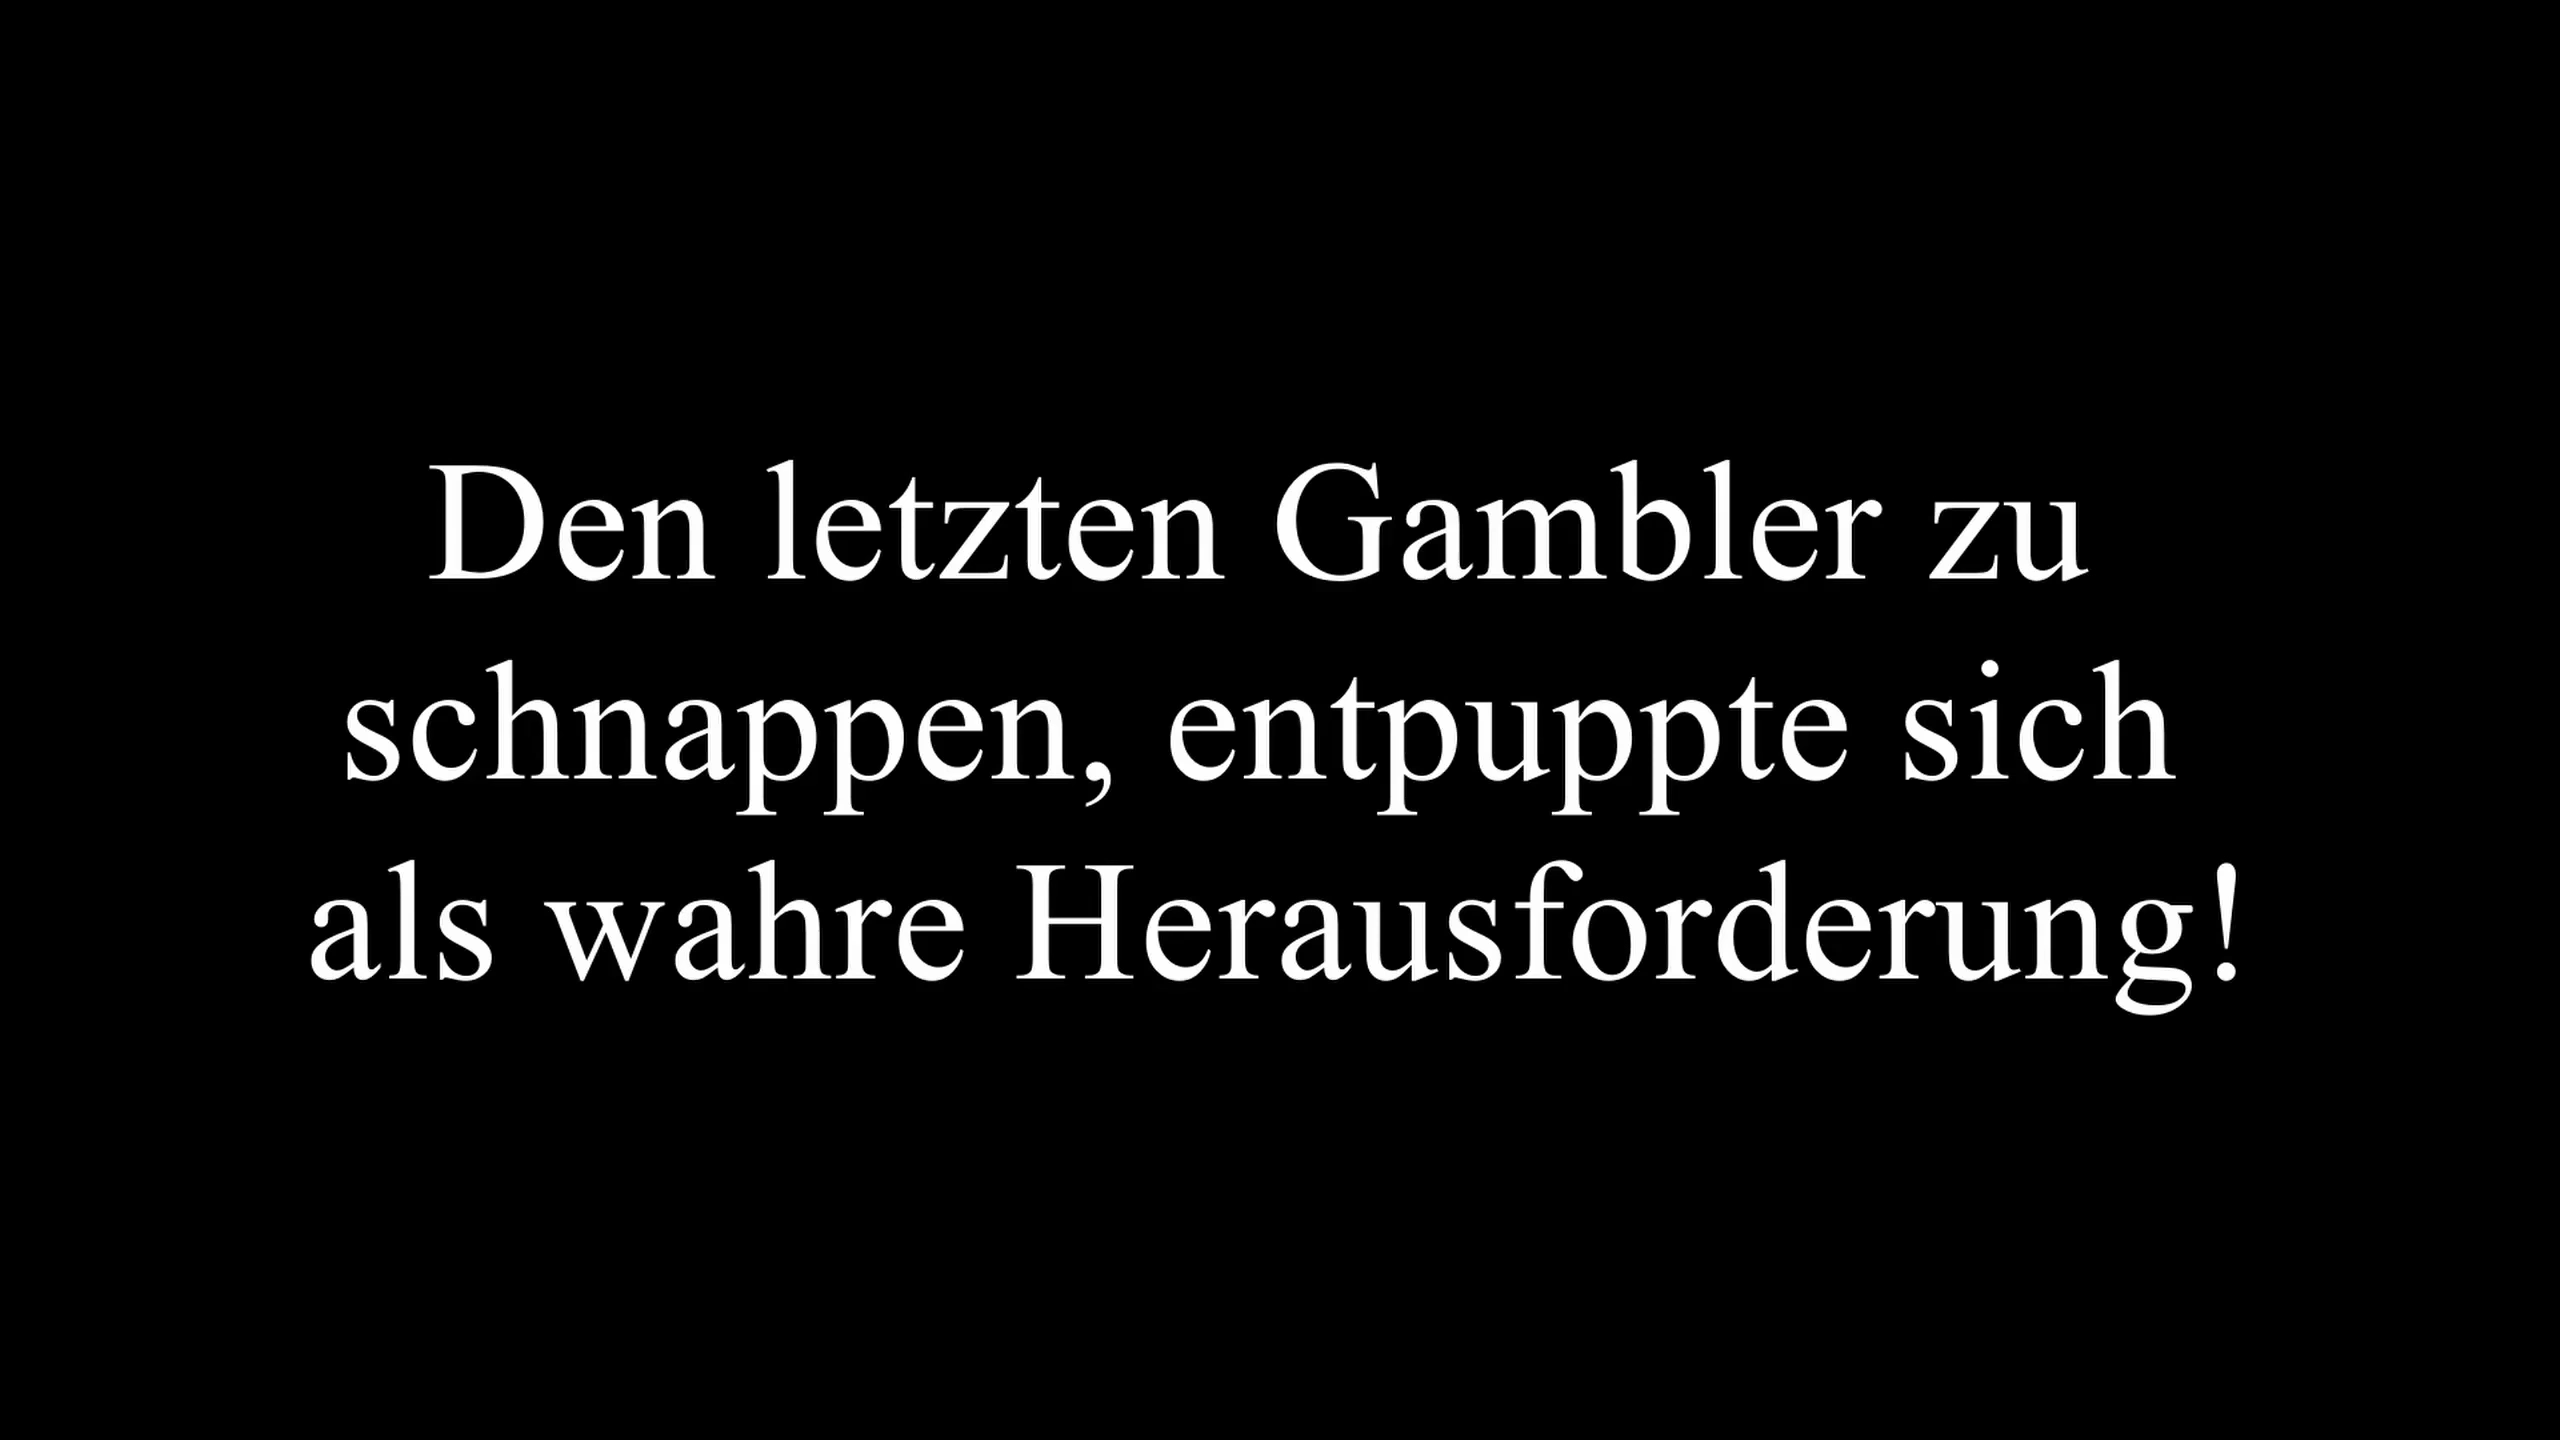 Den letzten Gambler zu
schnappen, entpuppte sich
als wahre Herausforderung!